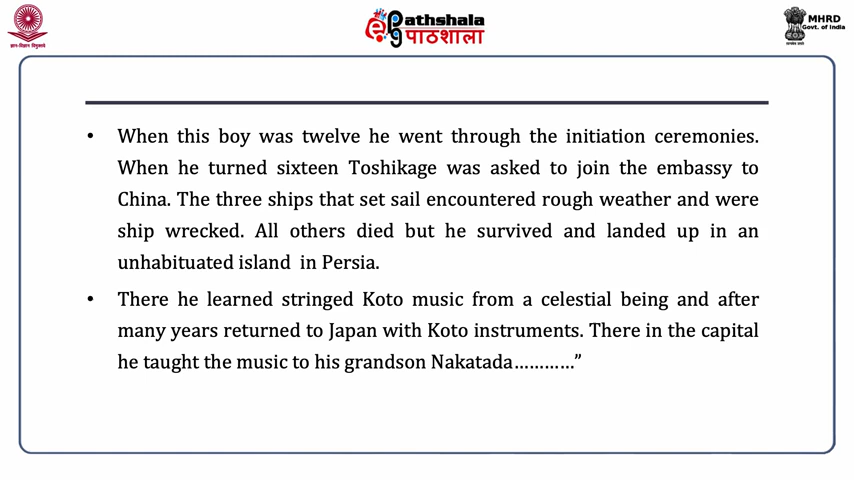 ज्ञान-विज्ञान विमुक्तये
ePathshala
पाठशाला
MHRD
Govt. of India
• When this boy was twelve he went through the initiation ceremonies.
When he turned sixteen Toshikage was asked to join the embassy to
China. The three ships that set sail encountered rough weather and were
ship wrecked. All others died but he survived and landed up in an
unhabituated island in Persia.
• There he learned stringed Koto music from a celestial being and after
many years returned to Japan with Koto instruments. There in the capital
he taught the music to his grandson Nakatada…………”